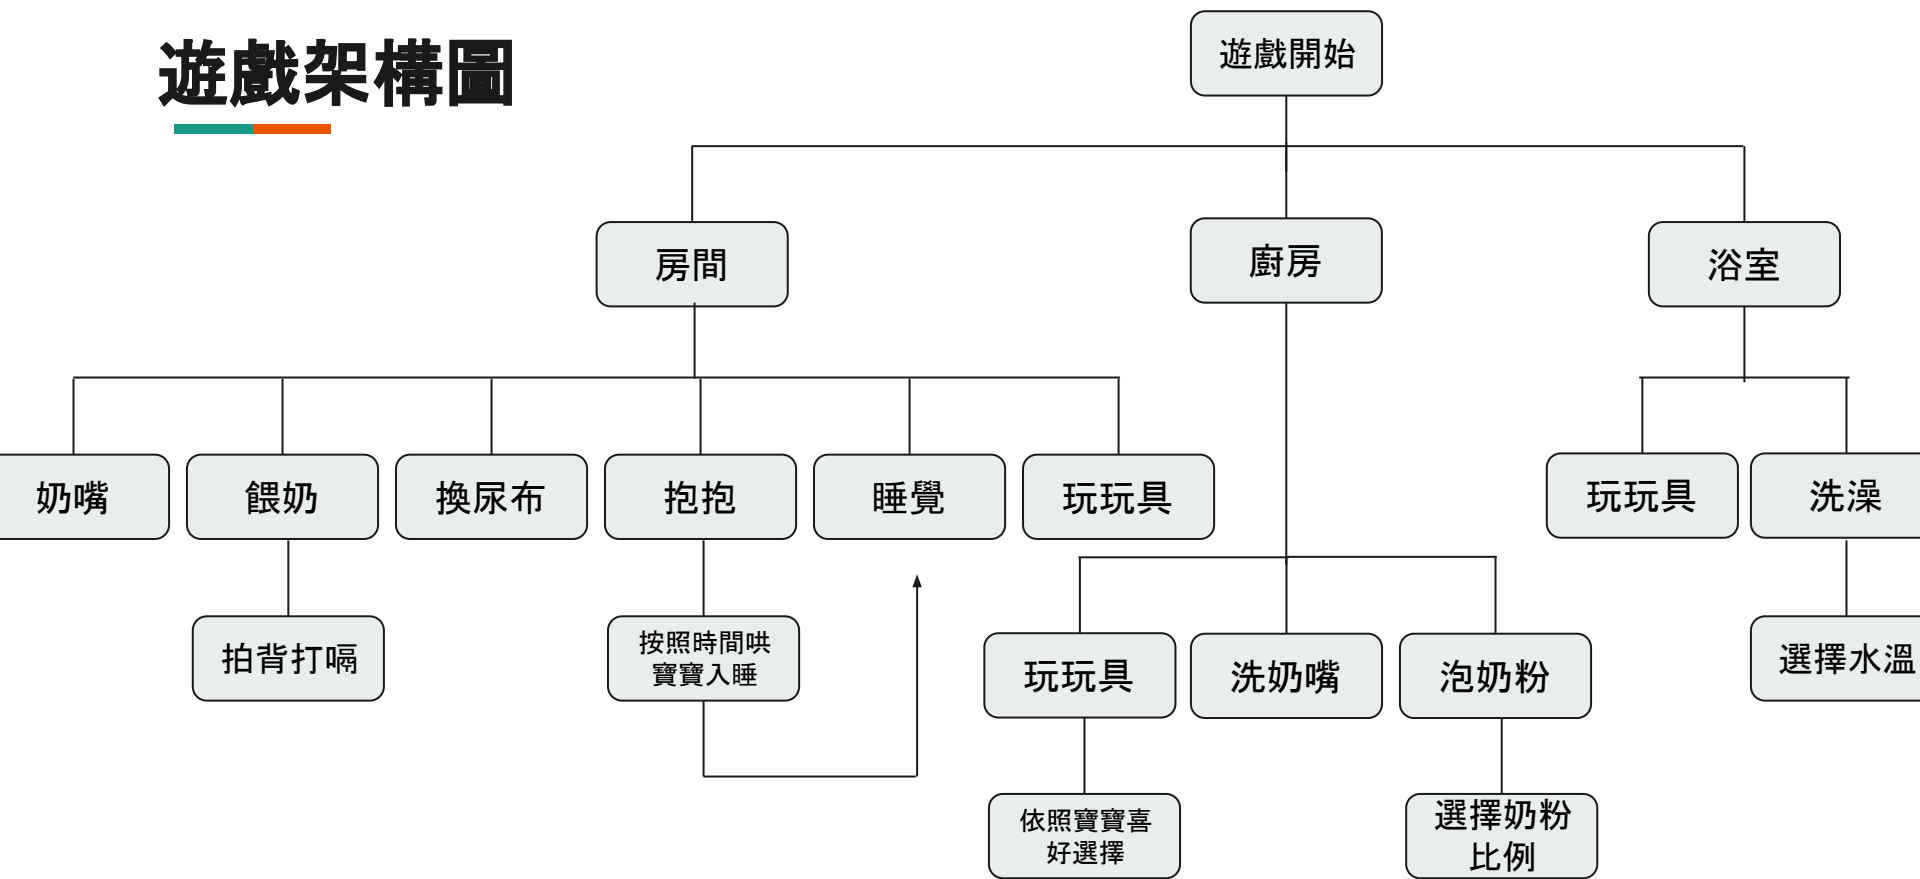 遊戲架構圖
遊戲開始
房間
廚房
浴室
奶嘴
餵奶
換尿布
抱抱
睡覺
玩玩具
玩玩具
洗澡
拍背打嗝
按照時間哄
寶寶入睡
玩玩具
洗奶嘴
泡奶粉
選擇水溫
依照寶寶喜
好選擇
選擇奶粉
比例